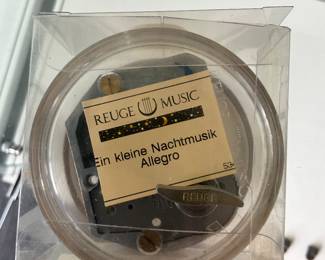 REUGE MUSIC
Ein kleine Nachtmusik
Allegro
REUGE